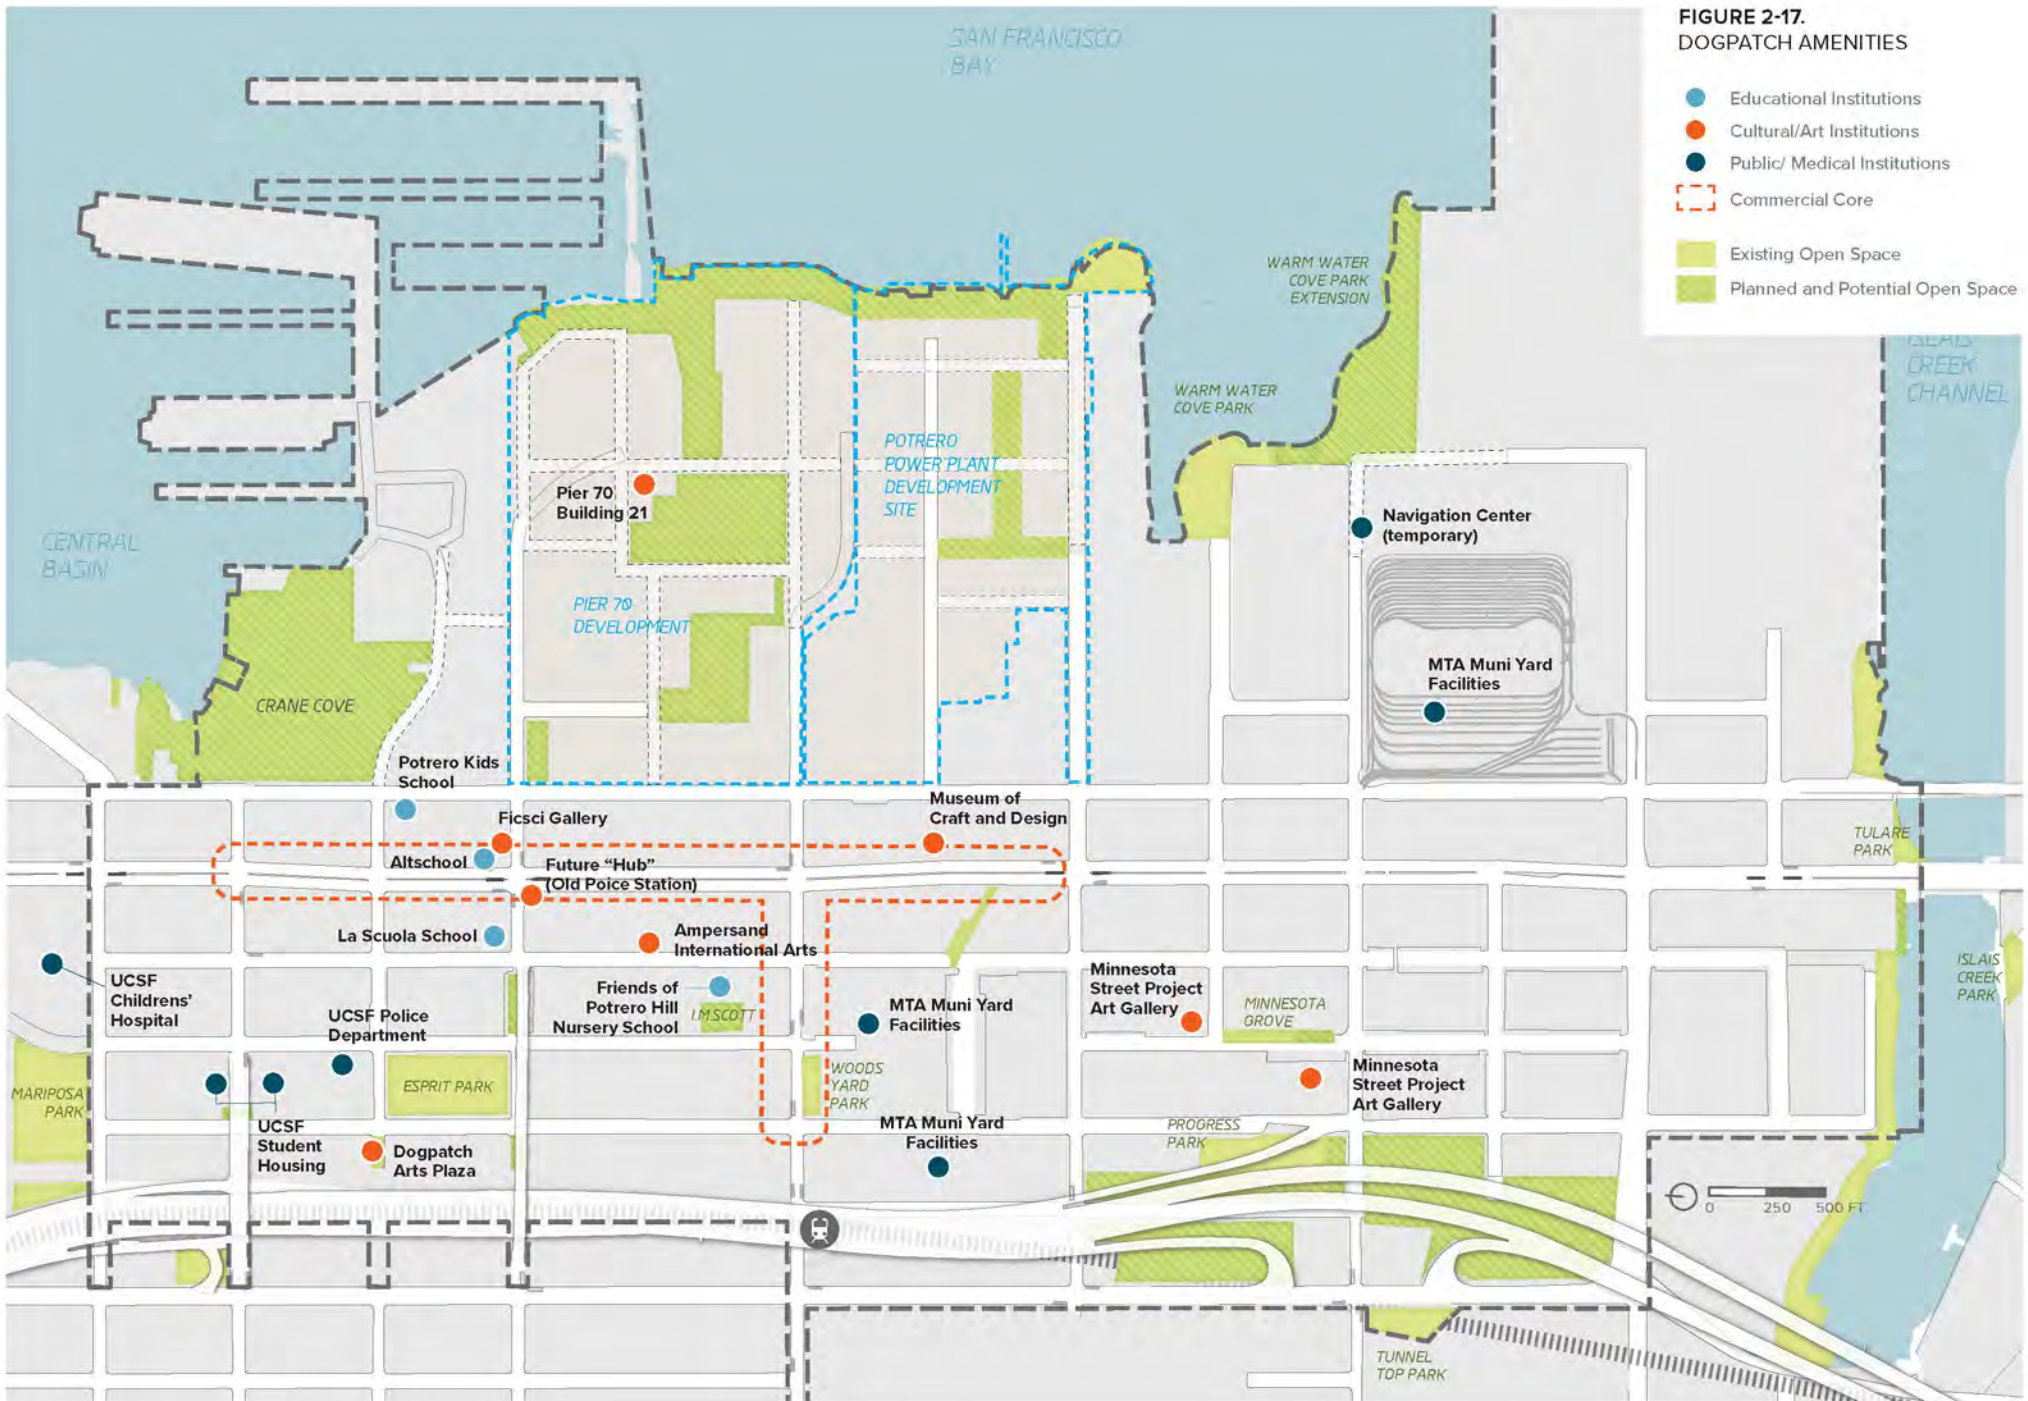 FIGURE 2-17.
DOGPATCH AMENITIES
Educational Institutions
Cultural/Art Institutions
Public/ Medical Institutions
Commercial Core
Existing Open Space
Planned and Potential Open Space
SAN FRANCISCO
BAY
WARM WATER
COVE PARK
EXTENSION
ISLAIS
CREEK
CHANNEL
WARM WATER
COVE PARK
POTRERO
POWER PLANT
DEVELOPMENT
SITE
Pier 70
Building 21
Navigation Center
(temporary)
CENTRAL
BASIN
PIER 70
DEVELOPMENT
MTA Muni Yard
Facilities
CRANE COVE
Potrero Kids
School
Ficsci Gallery
Museum of
Craft and Design
TULARE
PARK
Altschool
Future “Hub”
(Old Poice Station)
La Scuola School
Ampersand
International Arts
UCSF
Childrens’
Hospital
Friends of
Potrero Hill
Nursery School
I.M.SCOTT
MTA Muni Yard
Facilities
Minnesota
Street Project
Art Gallery
MINNESOTA
GROVE
ISLAIS
CREEK
PARK
UCSF Police
Department
MARIPOSA
PARK
ESPRIT PARK
WOODS
YARD
PARK
Minnesota
Street Project
Art Gallery
UCSF
Student
Housing
Dogpatch
Arts Plaza
MTA Muni Yard
Facilities
PROGRESS
PARK
0 250 500 FT
TUNNEL
TOP PARK